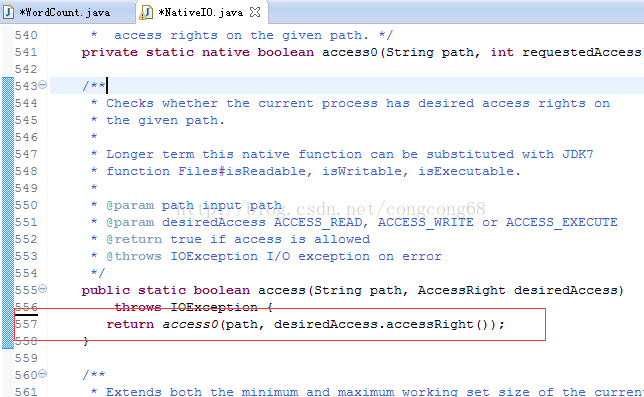 *WordCount.java *NativeIO.java
540 * access rights on the given path. */
541 private static native boolean access0(String path, int requestedAccess
542
543 /**
544 * Checks whether the current process has desired access rights on
545 * the given path.
546 *
547 * Longer term this native function can be substituted with JDK7
548 * function Files#isReadable, isWritable, isExecutable.
549 *
550 * @param path input path
http://blog.csdn.net/congcong68
551 * @param desiredAccess ACCESS_READ, ACCESS_WRITE or ACCESS_EXECUTE
552 * @return true if access is allowed
553 * @throws IOException I/O exception on error
554 */
555 public static boolean access(String path, AccessRight desiredAccess)
556 throws IOException {
557 return access0(path, desiredAccess.accessRight());
558 }
559
560 /**
561 * Extends both the minimum and maximum working set size of the current